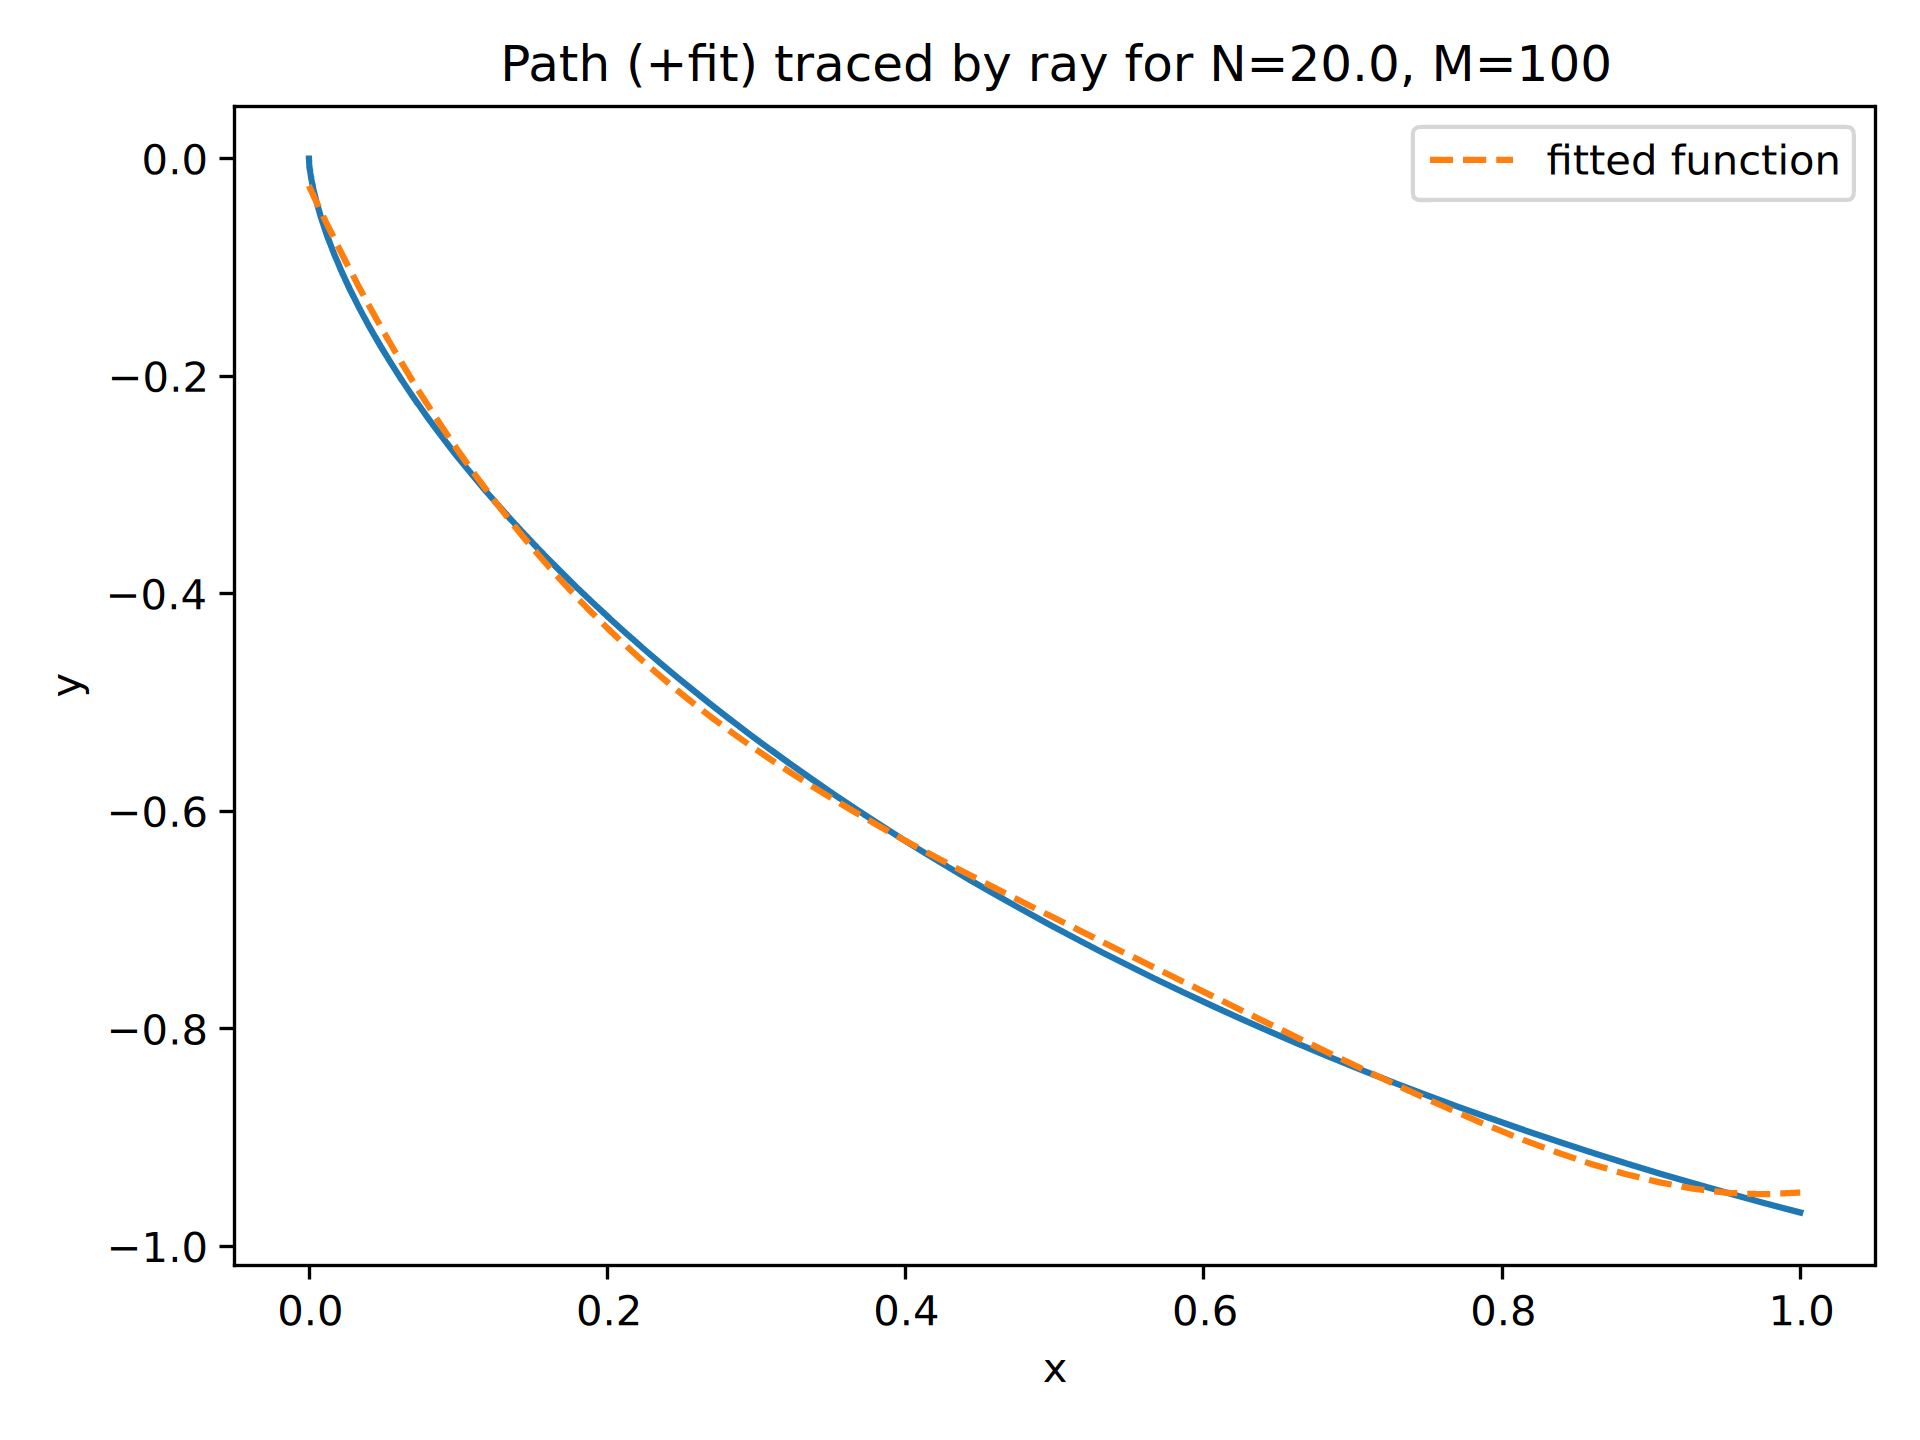 Path (+fit) traced by ray for N=20.0, M=100
fitted function
0.0
−0.2
−0.4
−0.6
−0.8
−1.0
y
0.0 0.2 0.4 0.6 0.8 1.0
x